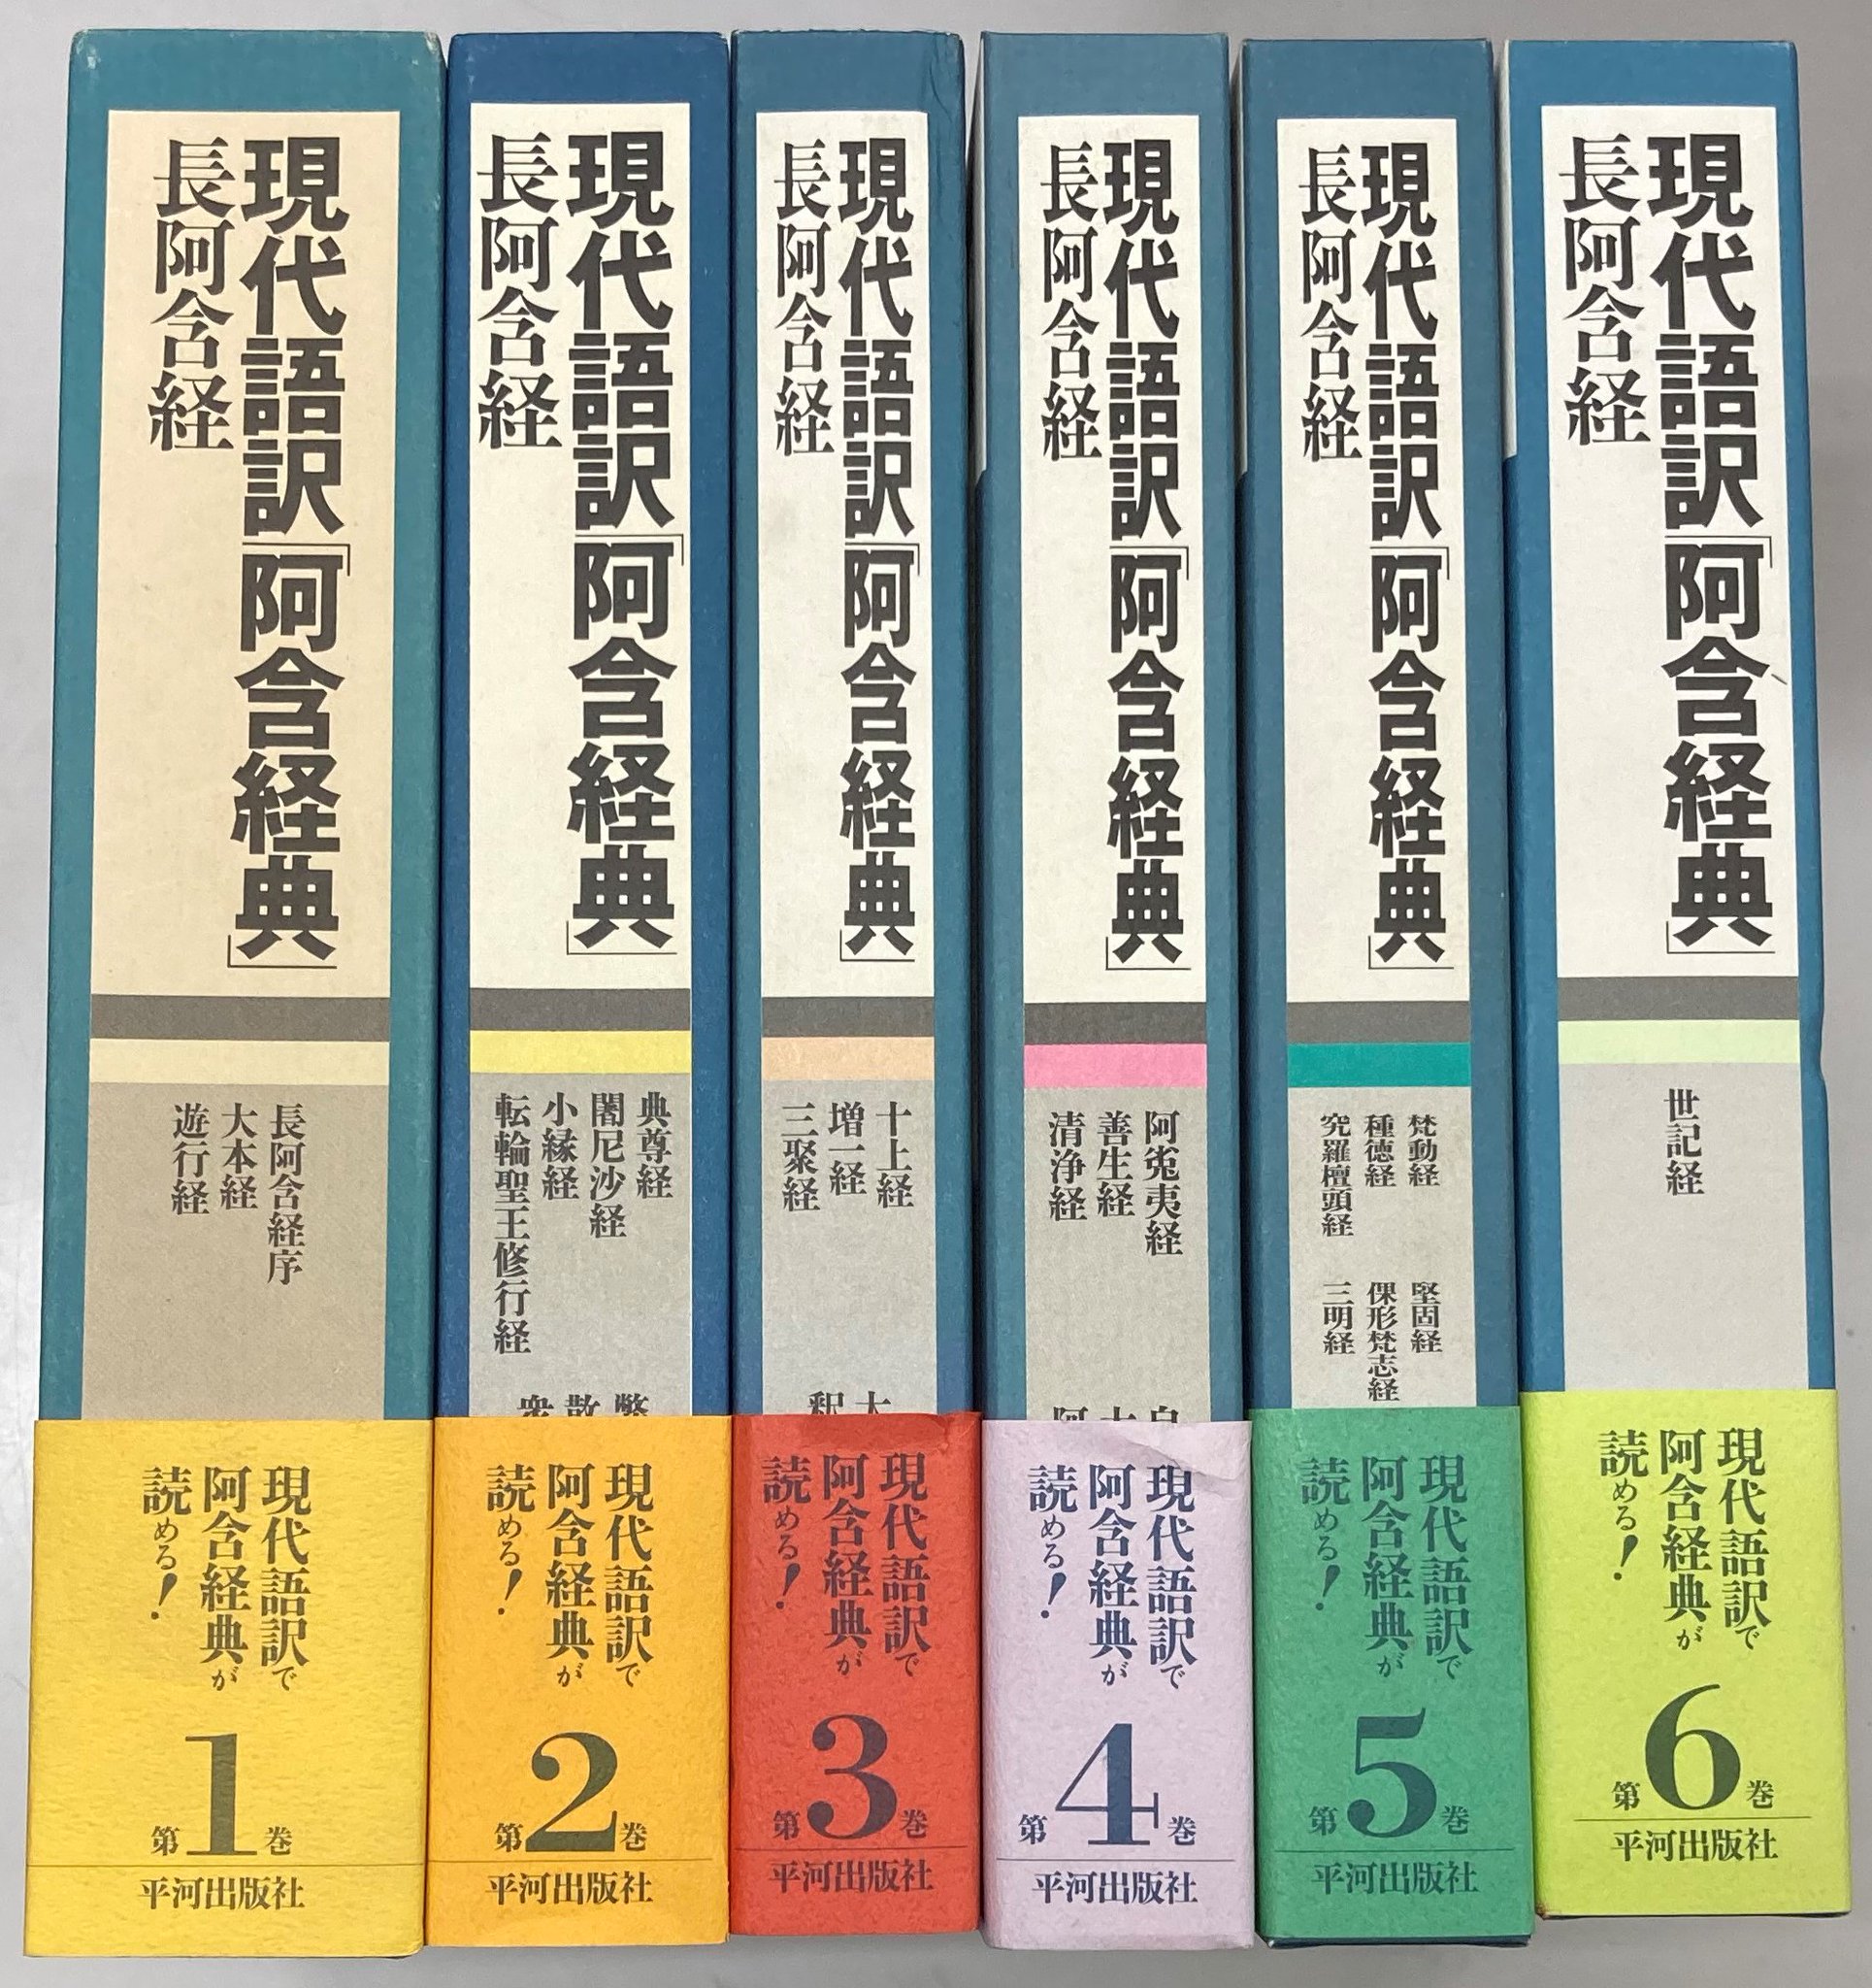 現代語訳「阿含経典」
長阿含経
長阿含経序
大本経
遊行経
現代語訳で
阿含経典が
読める!
第1巻
平河出版社
現代語訳「阿含経典」
長阿含経
典尊経
闍尼沙経
小縁経
転輪聖王修行経
現代語訳で
阿含経典が
読める!
第2巻
平河出版社
現代語訳「阿含経典」
長阿含経
十上経
増一経
三聚経
現代語訳で
阿含経典が
読める!
第3巻
平河出版社
現代語訳「阿含経典」
長阿含経
阿㝹夷経
善生経
清浄経
現代語訳で
阿含経典が
読める!
第4巻
平河出版社
現代語訳「阿含経典」
長阿含経
梵動経
種徳経
究羅檀頭経
堅固経
倮形梵志経
三明経
現代語訳で
阿含経典が
読める!
第5巻
平河出版社
現代語訳「阿含経典」
長阿含経
世記経
現代語訳で
阿含経典が
読める!
第6巻
平河出版社